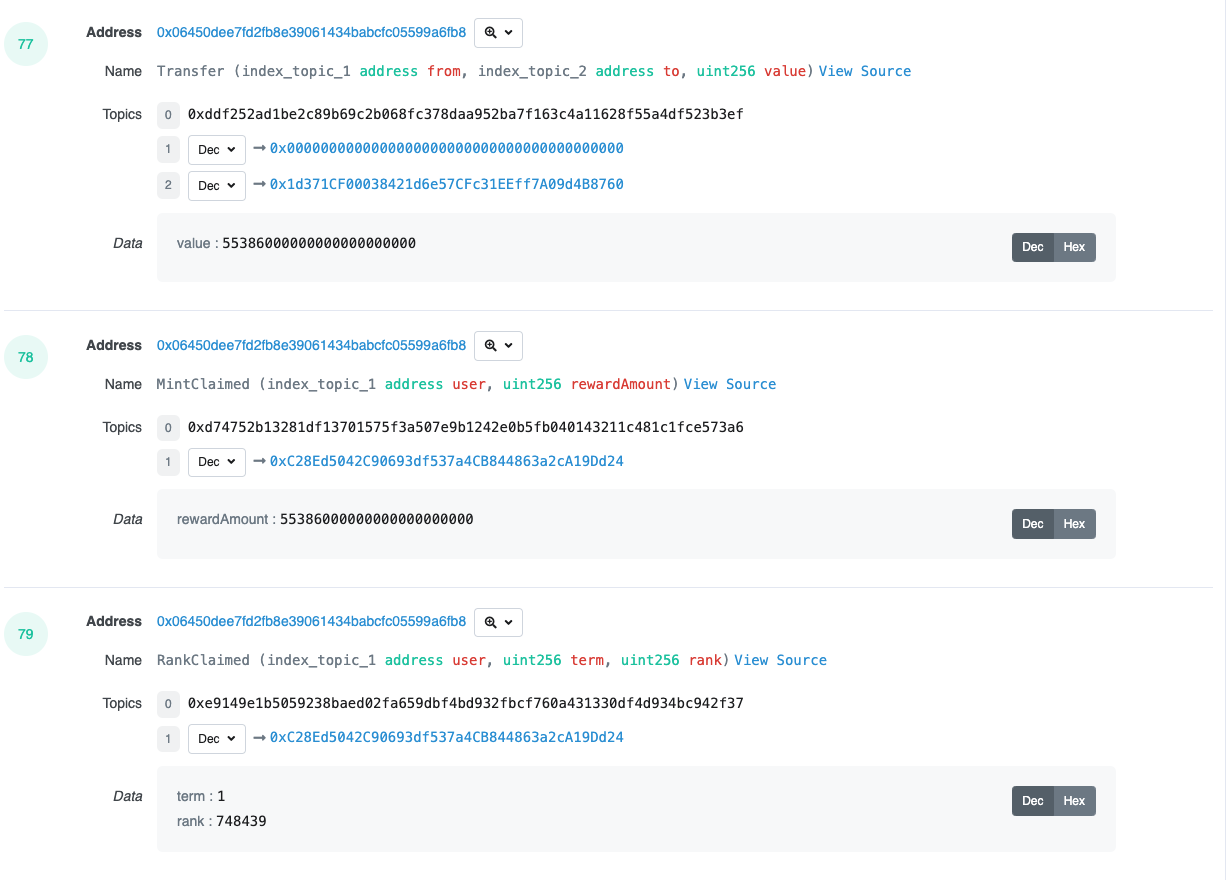 77
Address 0x06450dee7fd2fb8e39061434babcfc05599a6fb8
Name Transfer (index_topic_1 address from, index_topic_2 address to, uint256 value) View Source
Topics 0 0xddf252ad1be2c89b69c2b068fc378daa952ba7f163c4a11628f55a4df523b3ef
1 Dec → 0x0000000000000000000000000000000000000000
2 Dec → 0x1d371CF00038421d6e57CFc31EEff7A09d4B8760
Data value : 55386000000000000000000 Dec Hex
78
Address 0x06450dee7fd2fb8e39061434babcfc05599a6fb8
Name MintClaimed (index_topic_1 address user, uint256 rewardAmount) View Source
Topics 0 0xd74752b13281df13701575f3a507e9b1242e0b5fb040143211c481c1fce573a6
1 Dec → 0xC28Ed5042C90693df537a4CB844863a2cA19Dd24
Data rewardAmount : 55386000000000000000000 Dec Hex
79
Address 0x06450dee7fd2fb8e39061434babcfc05599a6fb8
Name RankClaimed (index_topic_1 address user, uint256 term, uint256 rank) View Source
Topics 0 0xe9149e1b5059238baed02fa659dbf4bd932fbcf760a431330df4d934bc942f37
1 Dec → 0xC28Ed5042C90693df537a4CB844863a2cA19Dd24
Data term : 1 Dec Hex
rank : 748439